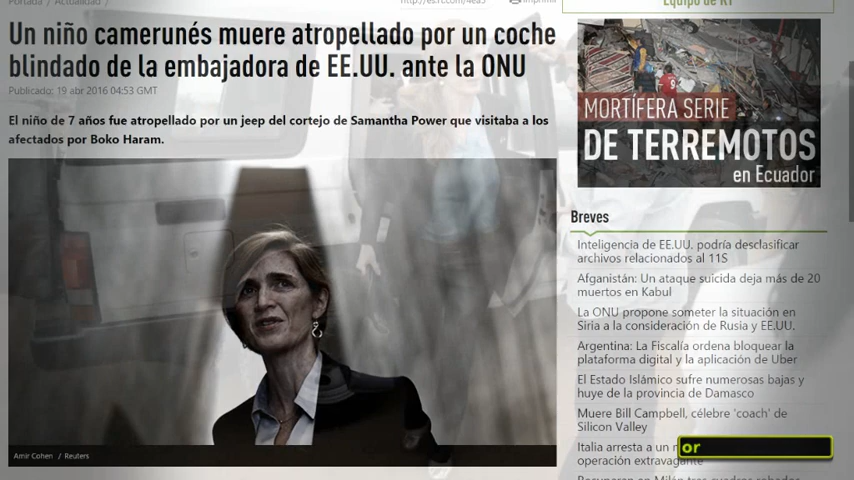 Portada / Actualidad /
Imprimir
Equipo de RT
Un niño camerunés muere atropellado por un coche
blindado de la embajadora de EE.UU. ante la ONU
Publicado: 19 abr 2016 04:53 GMT
El niño de 7 años fue atropellado por un jeep del cortejo de Samantha Power que visitaba a los
afectados por Boko Haram.
Amir Cohen / Reuters
MORTÍFERA SERIE
DE TERREMOTOS
en Ecuador
Breves
Inteligencia de EE.UU. podría desclasificar
archivos relacionados al 11S
Afganistán: Un ataque suicida deja más de 20
muertos en Kabul
La ONU propone someter la situación en
Siria a la consideración de Rusia y EE.UU.
Argentina: La Fiscalía ordena bloquear la
plataforma digital y la aplicación de Uber
El Estado Islámico sufre numerosas bajas y
huye de la provincia de Damasco
Muere Bill Campbell, célebre 'coach' de
Silicon Valley
Italia arresta a un
or
operación extravagante